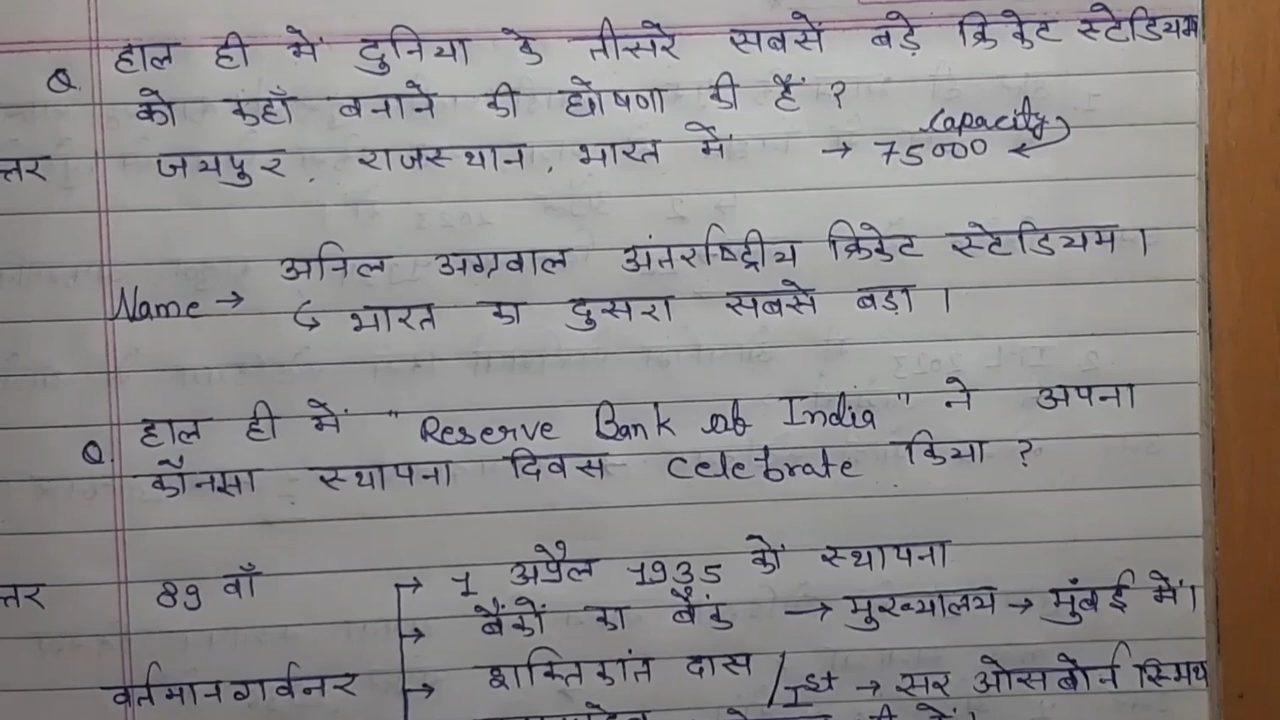 Q. हाल ही में दुनिया के तीसरे सबसें बड़े क्रिकेट स्टेडियम
को कहाँ बनाने की घोषणा की हैं ?
त्तर जयपुर, राजस्थान, भारत में → 75000 ← Capacity
अनिल अग्रवाल अंतर्राष्ट्रीय क्रिकेट स्टेडियम।
Name → ↳ भारत का दुसरा सबसे बड़ा ।
Q. हाल ही में "Reserve Bank of India" ने अपना
कौनसा स्थापना दिवस celebrate किया ?
त्तर 89 वाँ → 1 अप्रैल 1935 कों स्थापना
→ बैंकों का बैंक → मुख्यालय → मुंबई में।
वर्तमान गर्वनर → शक्तिकांत दास / Ist → सर ओसबोर्न स्मिथ